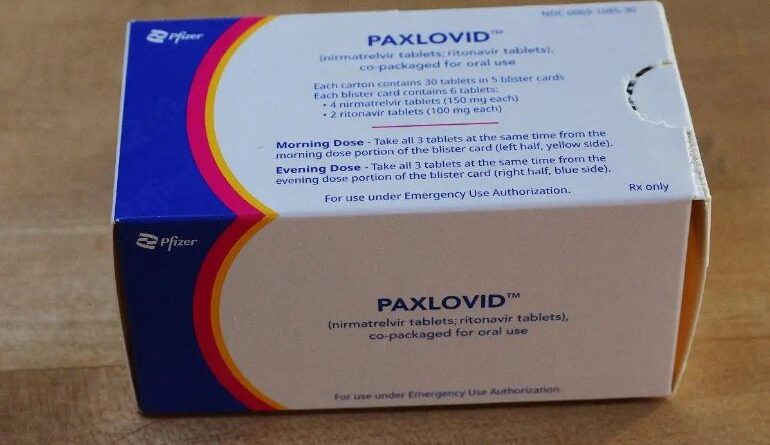 Pfizer
NDC 0069-1085-30
PAXLOVID™
(nirmatrelvir tablets; ritonavir tablets),
co-packaged for oral use
Each carton contains 30 tablets in 5 blister cards
Each blister card contains 6 tablets:
• 4 nirmatrelvir tablets (150 mg each)
• 2 ritonavir tablets (100 mg each)
Morning Dose - Take all 3 tablets at the same time from the
morning dose portion of the blister card (left half, yellow side).
Evening Dose - Take all 3 tablets at the same time from the
evening dose portion of the blister card (right half, blue side).
For use under Emergency Use Authorization.
Rx only
Pfizer
PAXLOVID™
(nirmatrelvir tablets; ritonavir tablets),
co-packaged for oral use
For use under Emergency Use Authorization.